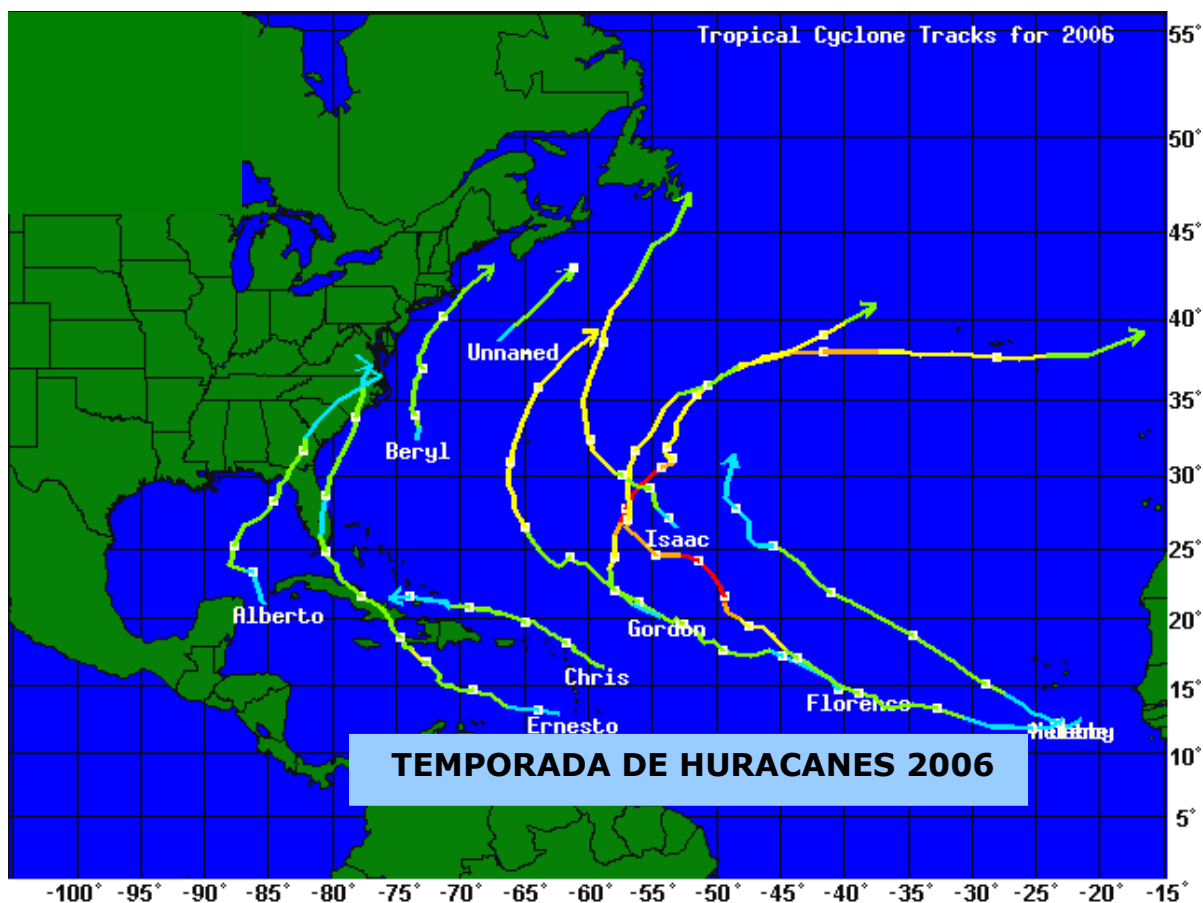 Tropical Cyclone Tracks for 2006
55°
50°
45°
40°
Unnamed
35°
Beryl
30°
Isaac
25°
Alberto
Gordon
20°
Chris
Florence
15°
Ernesto
TEMPORADA DE HURACANES 2006
10°
5°
-100° -95° -90° -85° -80° -75° -70° -65° -60° -55° -50° -45° -40° -35° -30° -25° -20° -15°